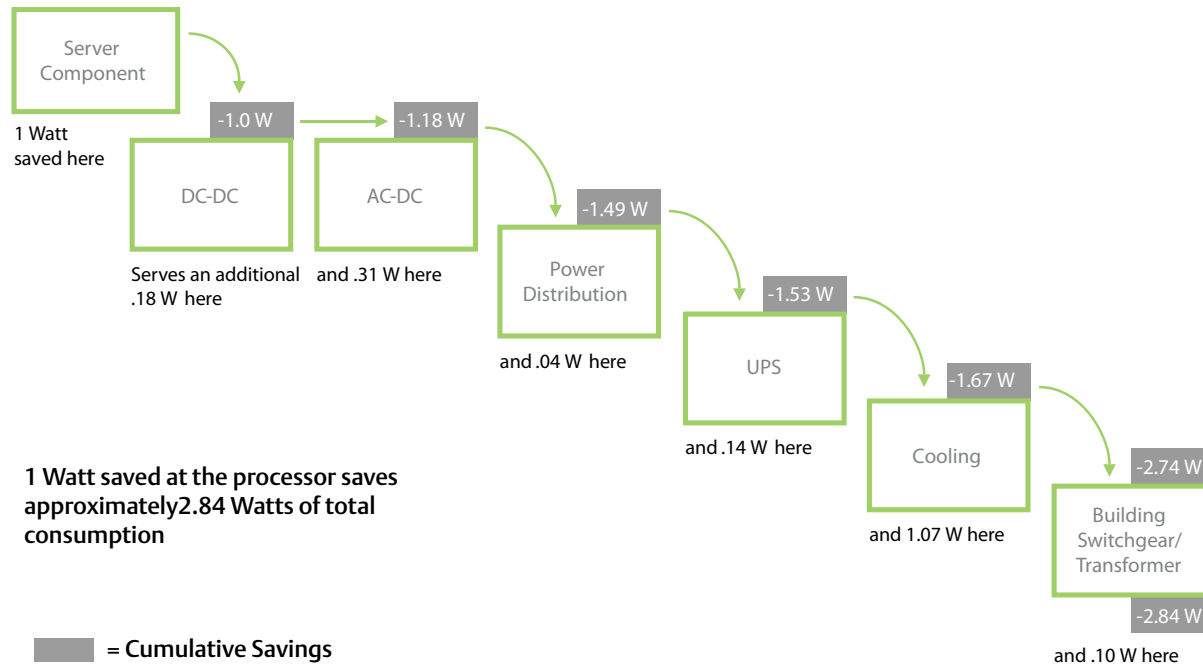 Server
Component
1 Watt
saved here
-1.0 W
DC-DC
Serves an additional
.18 W here
-1.18 W
AC-DC
and .31 W here
-1.49 W
Power
Distribution
and .04 W here
-1.53 W
UPS
and .14 W here
-1.67 W
Cooling
and 1.07 W here
-2.74 W
Building
Switchgear/
Transformer
-2.84 W
and .10 W here
1 Watt saved at the processor saves
approximately2.84 Watts of total
consumption
= Cumulative Savings